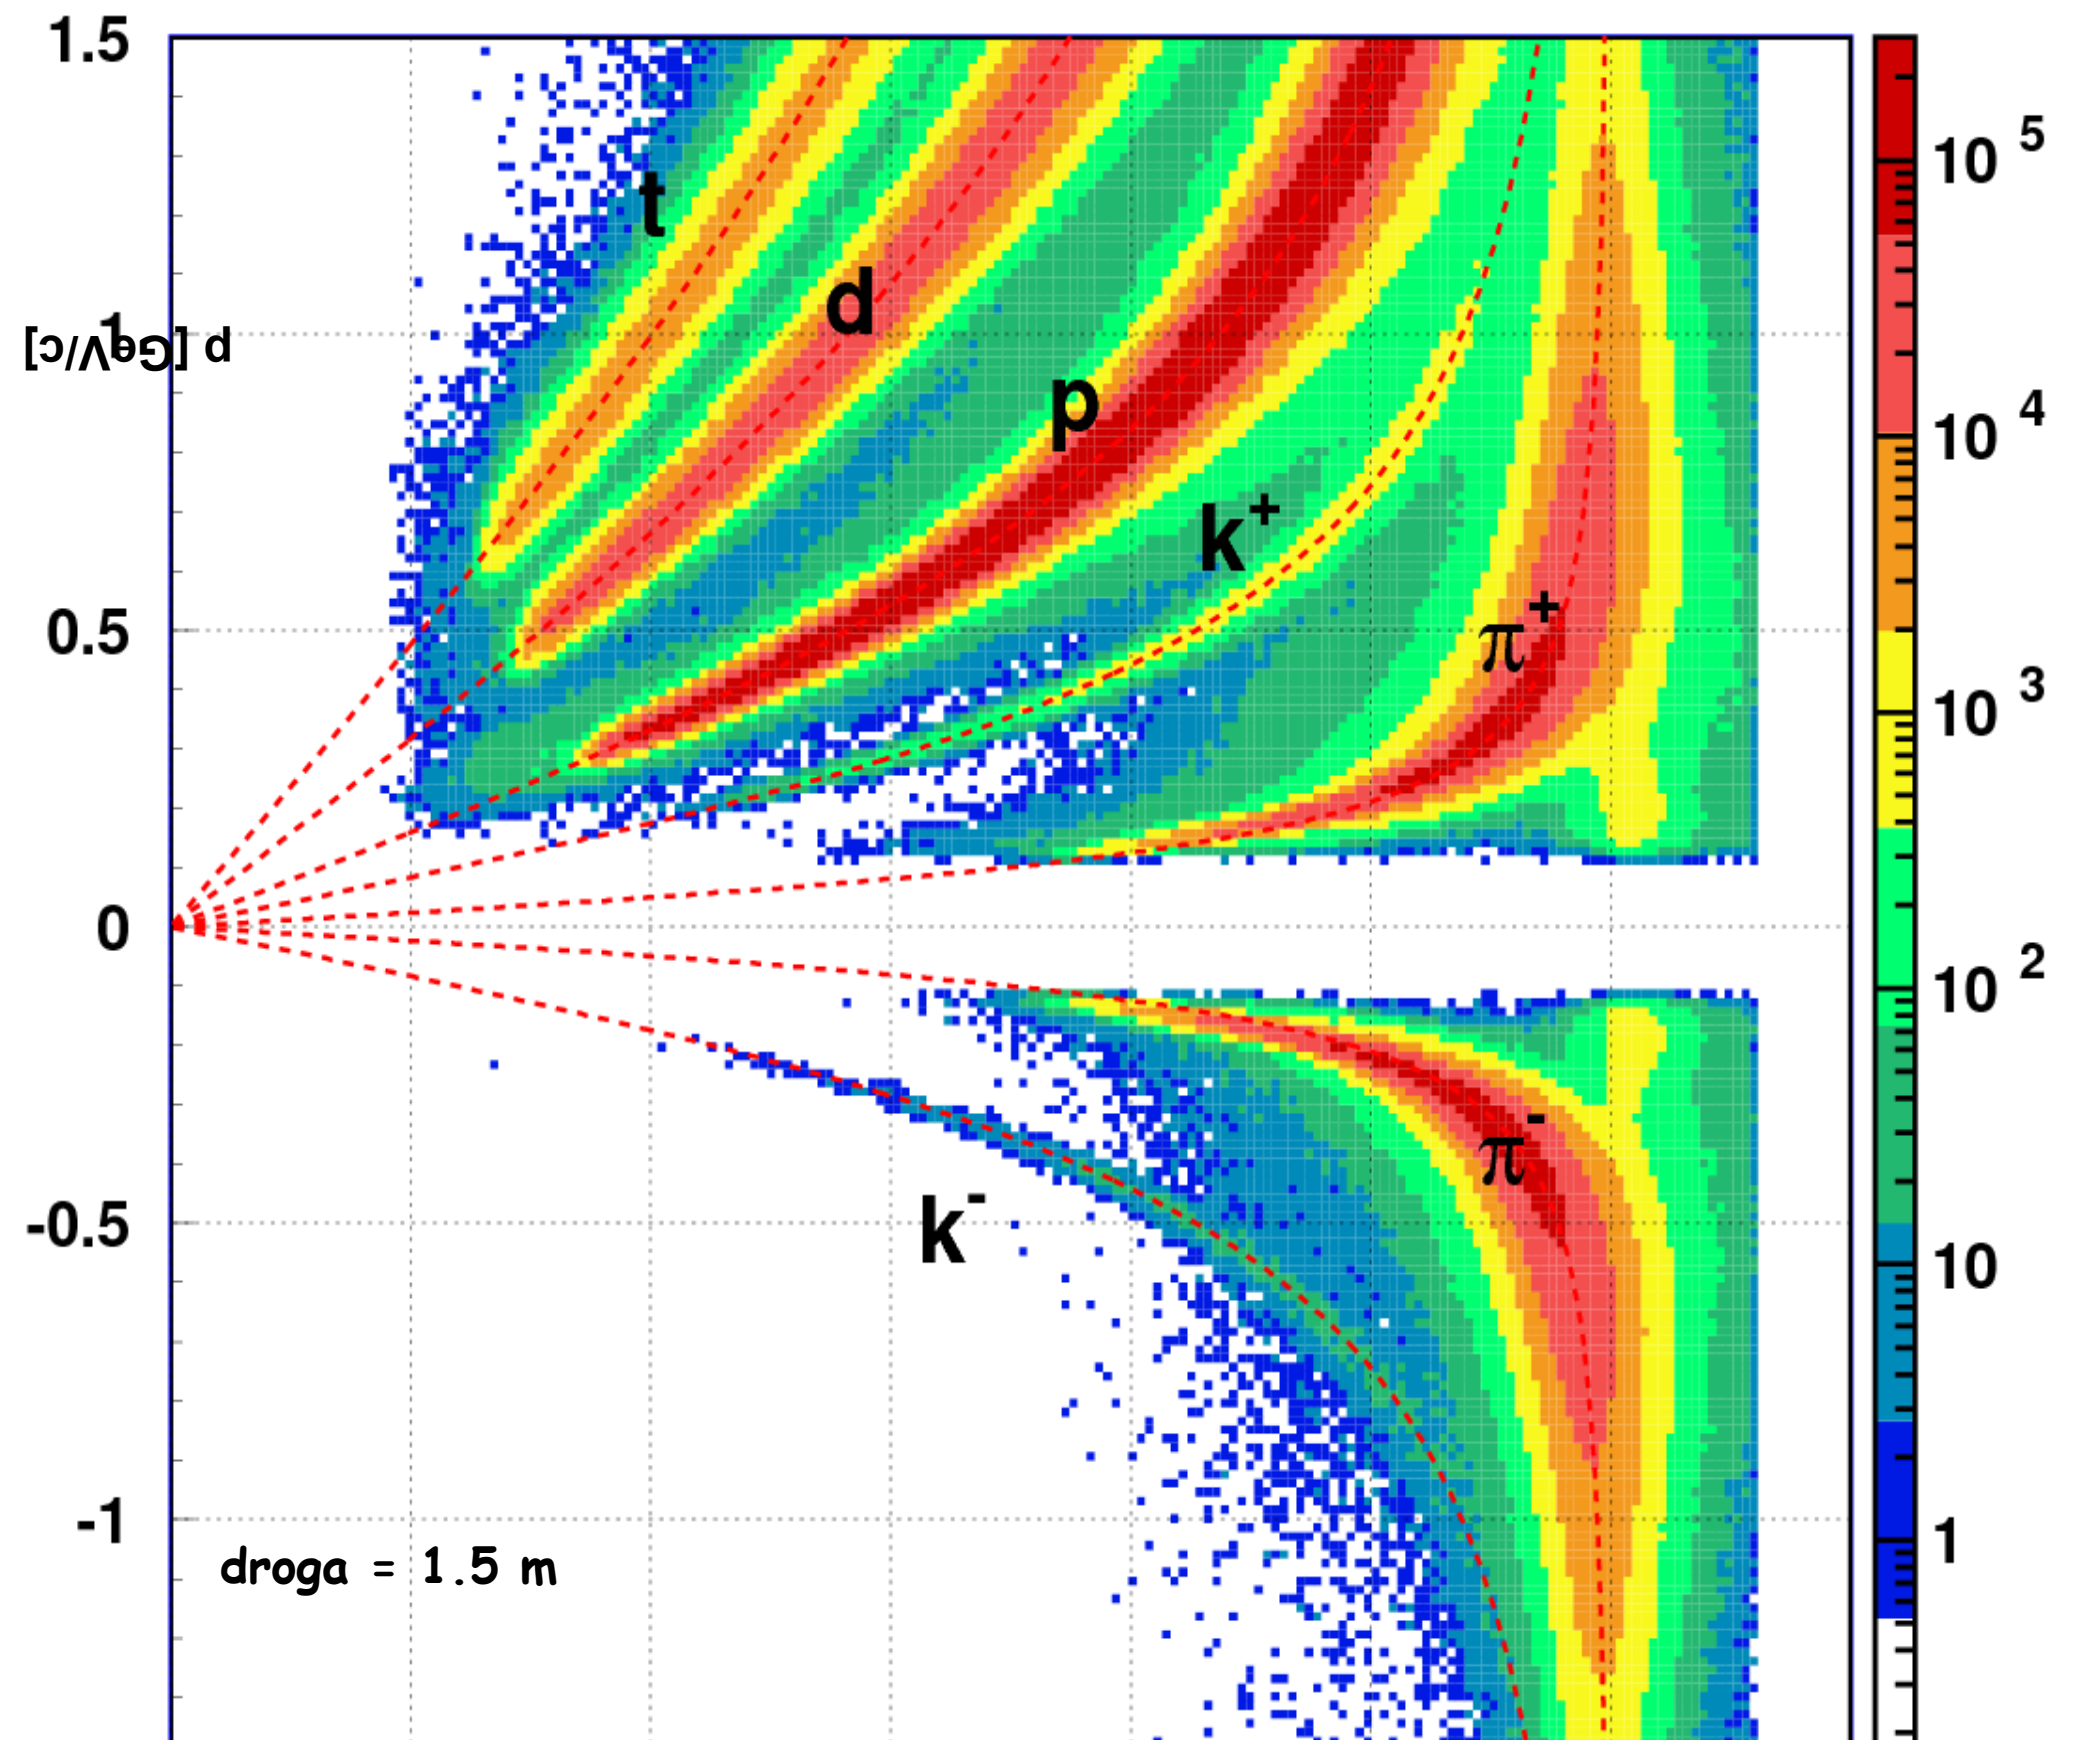 1.5
10 5
t
d
1
p [GeV/c]
p
10 4
k+
π+
0.5
10 3
0
10 2
π-
k-
-0.5
10
-1
droga = 1.5 m
1